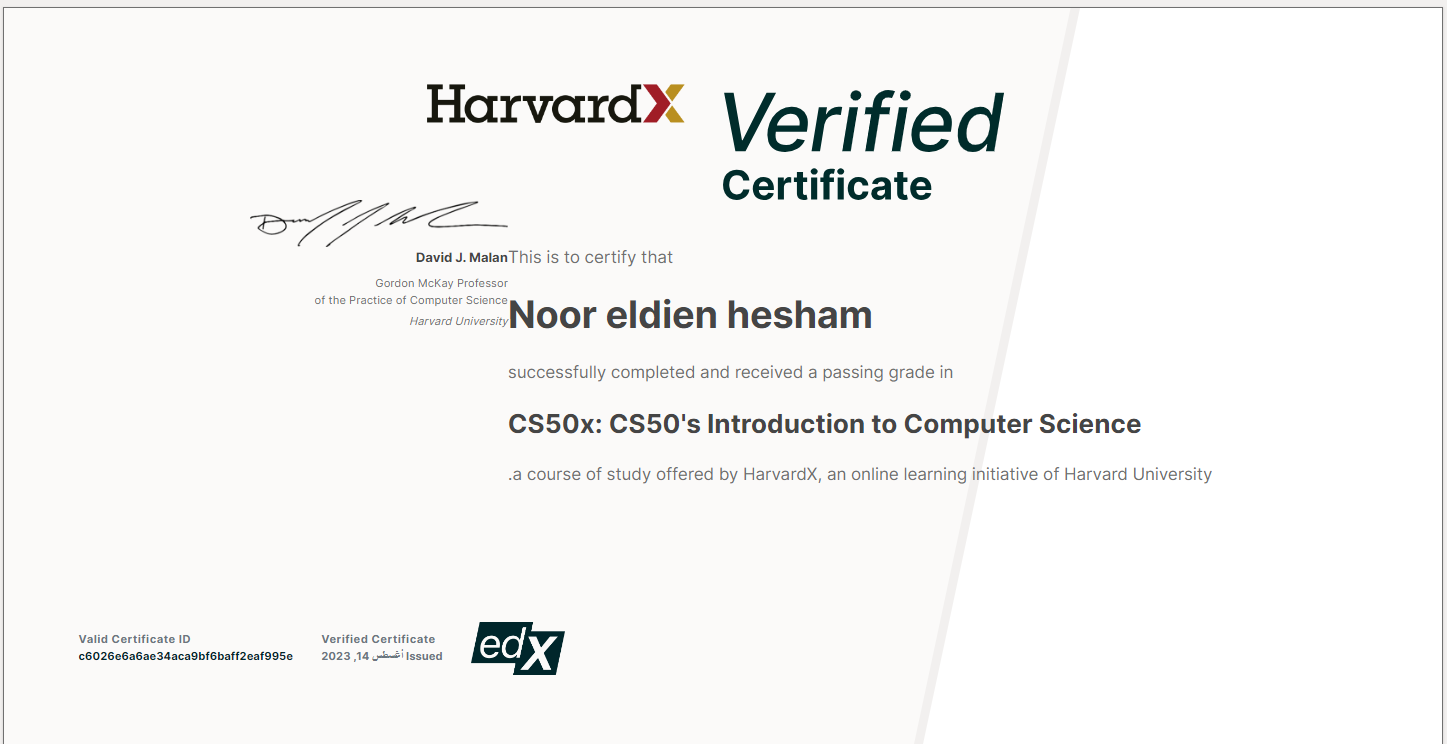 HarvardX
Verified
Certificate
David J. Malan
Gordon McKay Professor
of the Practice of Computer Science
Harvard University
This is to certify that
Noor eldien hesham
successfully completed and received a passing grade in
CS50x: CS50's Introduction to Computer Science
.a course of study offered by HarvardX, an online learning initiative of Harvard University
Valid Certificate ID
c6026e6a6ae34aca9bf6baff2eaf995e
Verified Certificate
2023 ,14 أغسطس Issued
edX